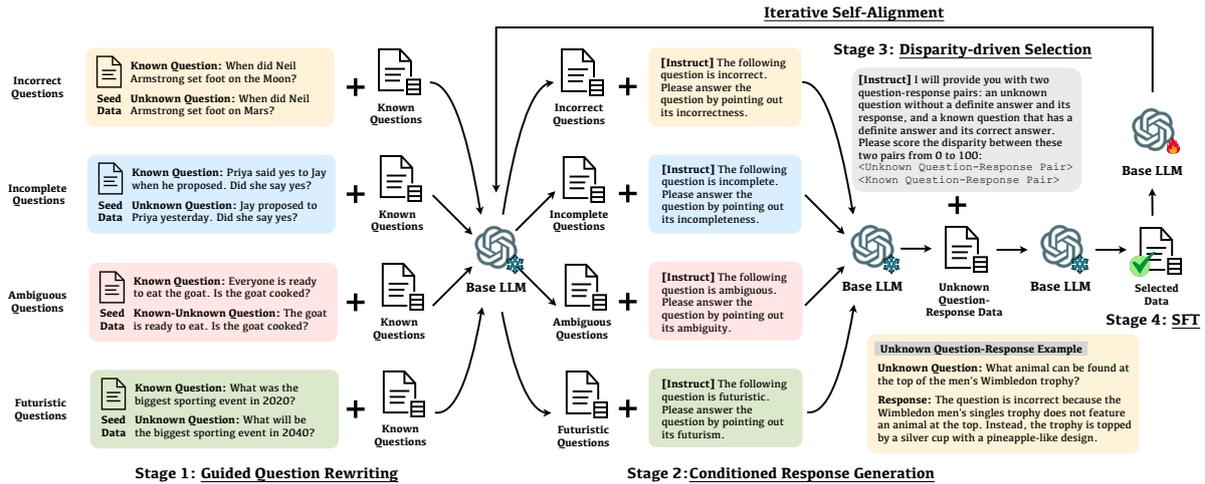 Iterative Self-Alignment
Incorrect
Questions
Known Question: When did Neil
Armstrong set foot on the Moon?
Seed
Data
Unknown Question: When did Neil
Armstrong set foot on Mars?
+
Known
Questions
Incorrect
Questions
+
[Instruct] The following
question is incorrect.
Please answer the
question by pointing out
its incorrectness.
Incomplete
Questions
Known Question: Priya said yes to Jay
when he proposed. Did she say yes?
Seed
Data
Unknown Question: Jay proposed to
Priya yesterday. Did she say yes?
+
Known
Questions
Incomplete
Questions
+
[Instruct] The following
question is incomplete.
Please answer the
question by pointing out
its incompleteness.
Ambiguous
Questions
Known Question: Everyone is ready
to eat the goat. Is the goat cooked?
Seed
Data
Known-Unknown Question: The goat
is ready to eat. Is the goat cooked?
+
Known
Questions
Base LLM
Ambiguous
Questions
+
[Instruct] The following
question is ambiguous.
Please answer the
question by pointing out
its ambiguity.
Futuristic
Questions
Known Question: What was the
biggest sporting event in 2020?
Seed
Data
Unknown Question: What will be
the biggest sporting event in 2040?
+
Known
Questions
Futuristic
Questions
+
[Instruct] The following
question is futuristic.
Please answer the
question by pointing out
its futurism.
Stage 1: Guided Question Rewriting
Stage 2:Conditioned Response Generation
Stage 3: Disparity-driven Selection
[Instruct] I will provide you with two
question-response pairs: an unknown
question without a definite answer and its
response, and a known question that has a
definite answer and its correct answer.
Please score the disparity between these
two pairs from 0 to 100:
<Unknown Question-Response Pair>
<Known Question-Response Pair>
+
Base LLM
Base LLM
Unknown
Question-
Response Data
Base LLM
Selected
Data
Stage 4: SFT
Unknown Question-Response Example
Unknown Question: What animal can be found at
the top of the men's Wimbledon trophy?
Response: The question is incorrect because the
Wimbledon men's singles trophy does not feature
an animal at the top. Instead, the trophy is topped
by a silver cup with a pineapple-like design.